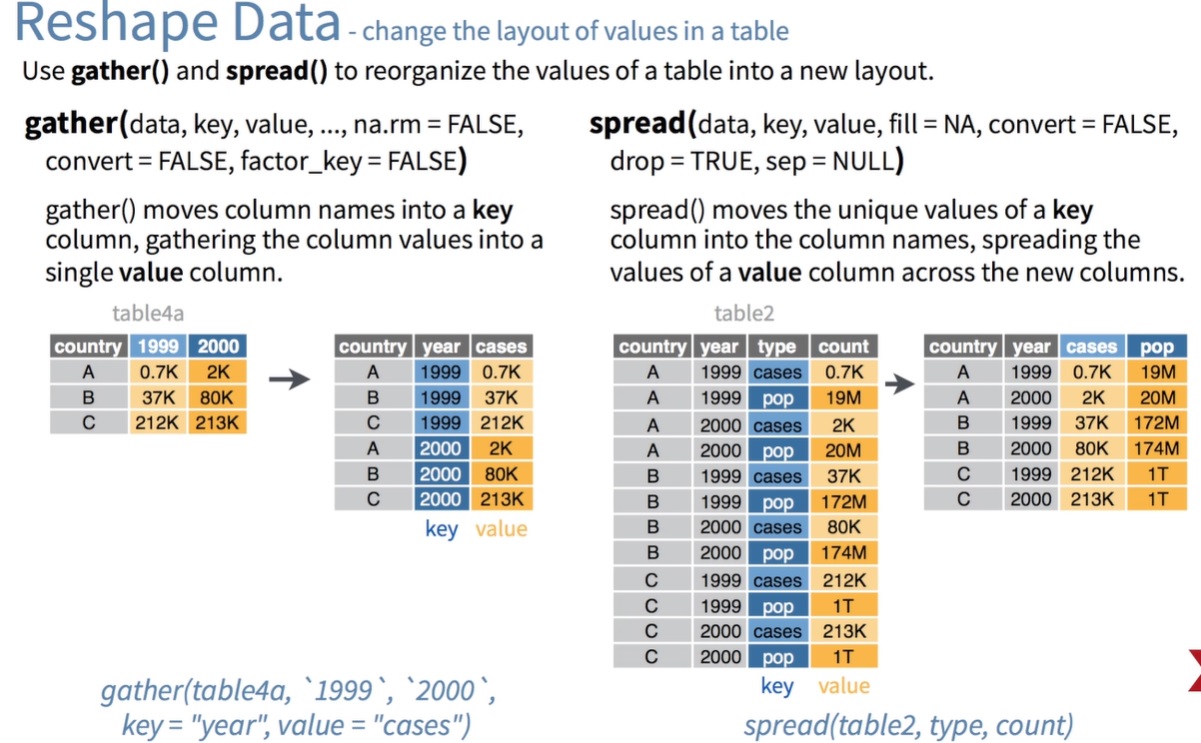 Reshape Data - change the layout of values in a table
Use gather() and spread() to reorganize the values of a table into a new layout.
gather(data, key, value, ..., na.rm = FALSE,
convert = FALSE, factor_key = FALSE)
gather() moves column names into a key
column, gathering the column values into a
single value column.
table4a
country 1999 2000
A 0.7K 2K
B 37K 80K
C 212K 213K
country year cases
A 1999 0.7K
B 1999 37K
C 1999 212K
A 2000 2K
B 2000 80K
C 2000 213K
key value
gather(table4a, `1999`, `2000`,
key = "year", value = "cases")
spread(data, key, value, fill = NA, convert = FALSE,
drop = TRUE, sep = NULL)
spread() moves the unique values of a key
column into the column names, spreading the
values of a value column across the new columns.
table2
country year type count
A 1999 cases 0.7K
A 1999 pop 19M
A 2000 cases 2K
A 2000 pop 20M
B 1999 cases 37K
B 1999 pop 172M
B 2000 cases 80K
B 2000 pop 174M
C 1999 cases 212K
C 1999 pop 1T
C 2000 cases 213K
C 2000 pop 1T
key value
country year cases pop
A 1999 0.7K 19M
A 2000 2K 20M
B 1999 37K 172M
B 2000 80K 174M
C 1999 212K 1T
C 2000 213K 1T
spread(table2, type, count)